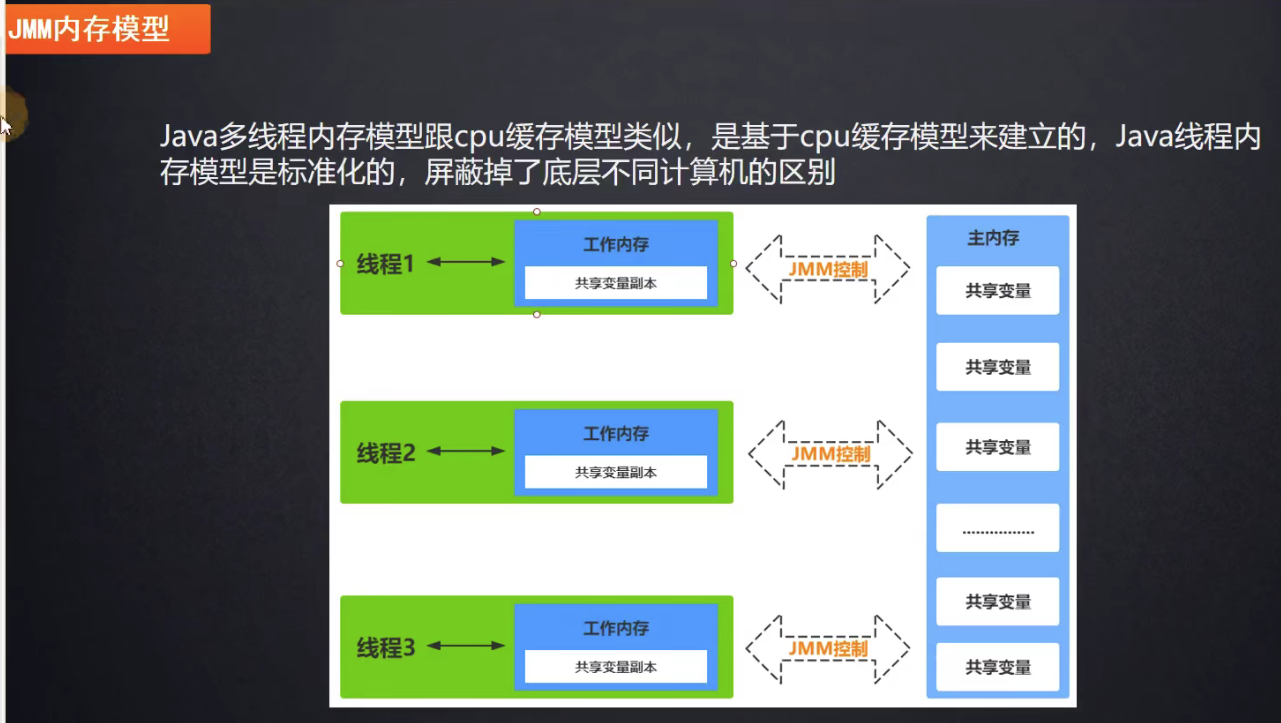 JMM内存模型
Java多线程内存模型跟cpu缓存模型类似，是基于cpu缓存模型来建立的，Java线程内
存模型是标准化的，屏蔽掉了底层不同计算机的区别
线程1
工作内存
共享变量副本
JMM控制
主内存
共享变量
共享变量
线程2
工作内存
共享变量副本
JMM控制
共享变量
................
线程3
工作内存
共享变量副本
JMM控制
共享变量
共享变量